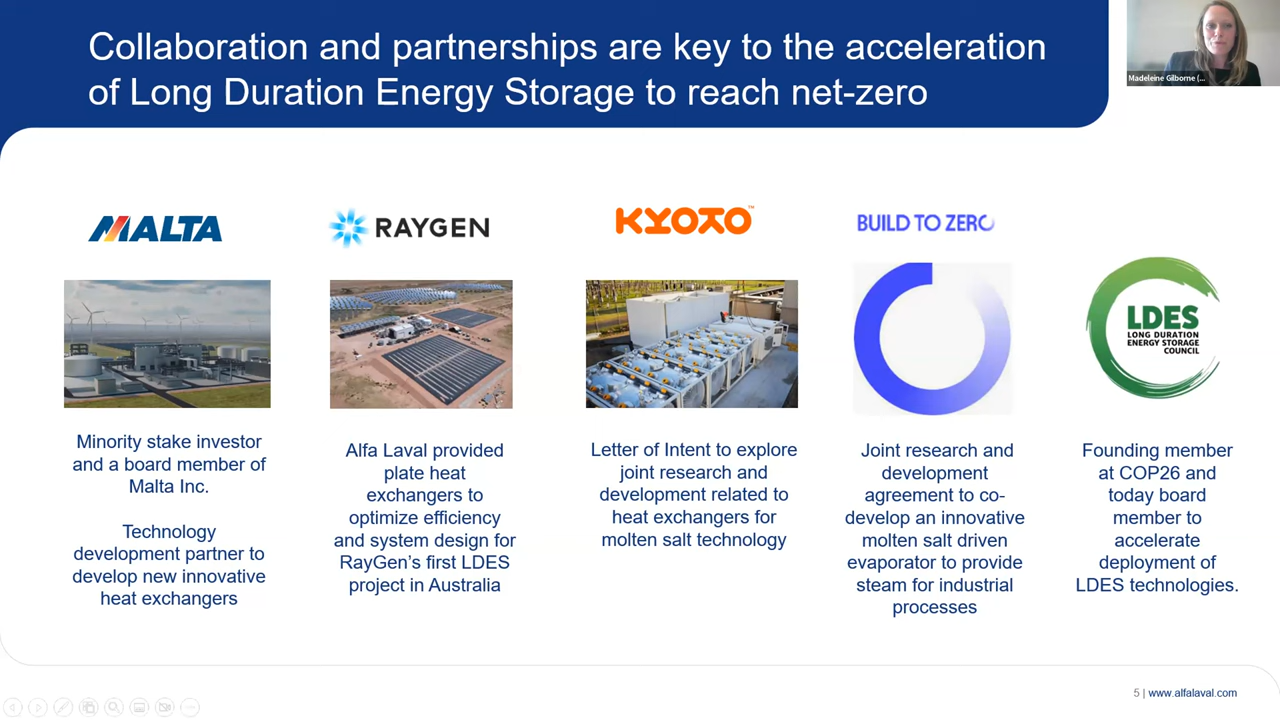 Collaboration and partnerships are key to the acceleration
of Long Duration Energy Storage to reach net-zero
Madeleine Gilborne (...
MALTA
Minority stake investor
and a board member of
Malta Inc.
Technology
development partner to
develop new innovative
heat exchangers
RAYGEN
Alfa Laval provided
plate heat
exchangers to
optimize efficiency
and system design for
RayGen's first LDES
project in Australia
KYOTO™
Letter of Intent to explore
joint research and
development related to
heat exchangers for
molten salt technology
BUILD TO ZERO
Joint research and
development
agreement to co-
develop an innovative
molten salt driven
evaporator to provide
steam for industrial
processes
LDES
LONG DURATION
ENERGY STORAGE
COUNCIL
Founding member
at COP26 and
today board
member to
accelerate
deployment of
LDES technologies.
5 | www.alfalaval.com